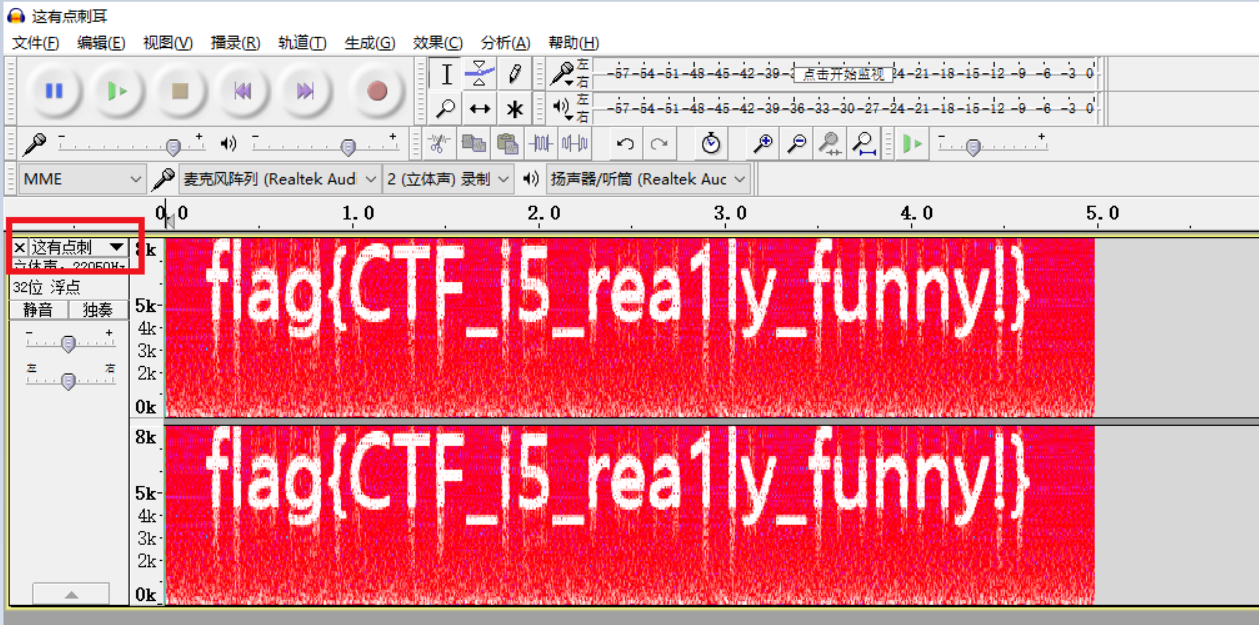 这有点刺耳
文件(F) 编辑(E) 视图(V) 播录(R) 轨道(T) 生成(G) 效果(C) 分析(A) 帮助(H)
左
右
-57 -54 -51 -48 -45 -42 -39 -3 点击开始监视 24 -21 -18 -15 -12 -9 -6 -3 0
左
右
-57 -54 -51 -48 -45 -42 -39 -36 -33 -30 -27 -24 -21 -18 -15 -12 -9 -6 -3 0
- + - + - +
MME 麦克风阵列 (Realtek Audi 2 (立体声) 录制 扬声器/听筒 (Realtek Auc
0.0 1.0 2.0 3.0 4.0 5.0
× 这有点刺
立体声, 22050Hz
32位 浮点
静音 独奏
- +
左 右
8k
5k
4k
3k
2k
0k
flag{CTF_i5_rea1ly_funny!}
8k
5k
4k
3k
2k
0k
flag{CTF_i5_rea1ly_funny!}